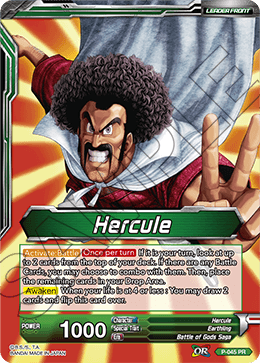 LEADER FRONT
Hercule
Activate Battle Once per turn If it is your turn, look at up
to 2 cards from the top of your deck. If there are any Battle
Cards, you may choose to combo with them. Then, place
the remaining cards in your Drop Area.
Awaken When your life is at 4 or less : You may draw 2
cards and flip this card over.
POWER 1000
Character Hercule
Special Trait Earthling
Era Battle of Gods Saga
BANDAI MADE IN JAPAN
P-045 PR